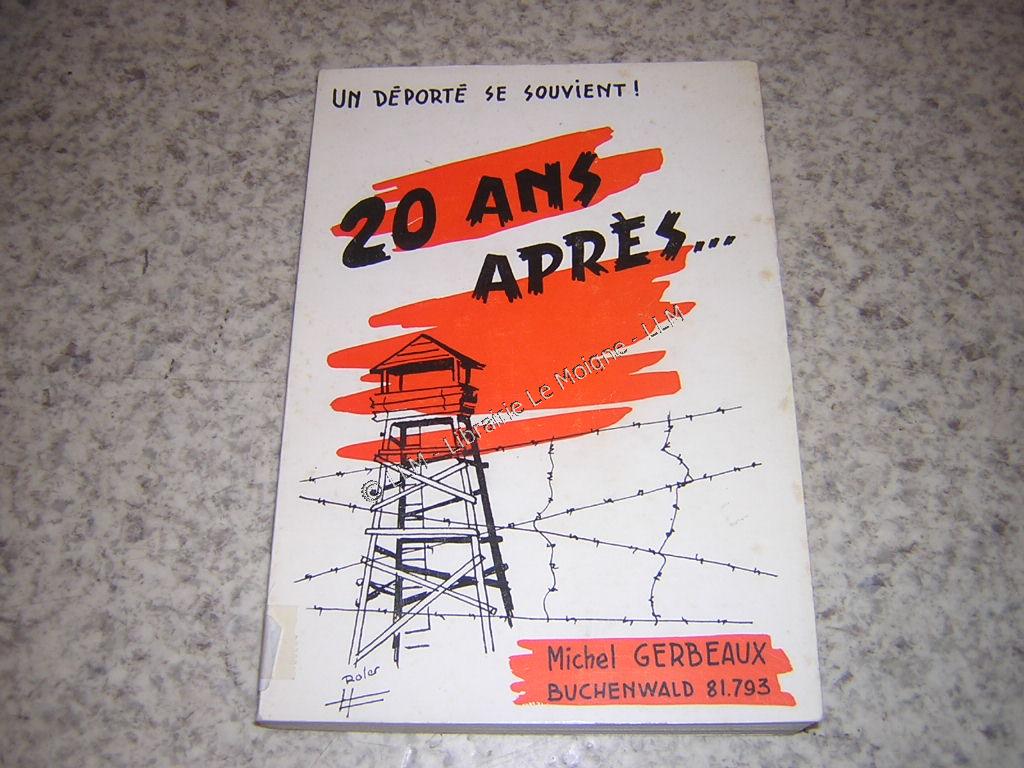 UN DÉPORTÉ SE SOUVIENT !
20 ANS
APRÈS...
© LLM - Librairie Le Moigne - LLM
Roler
Michel GERBEAUX
BUCHENWALD 81.793